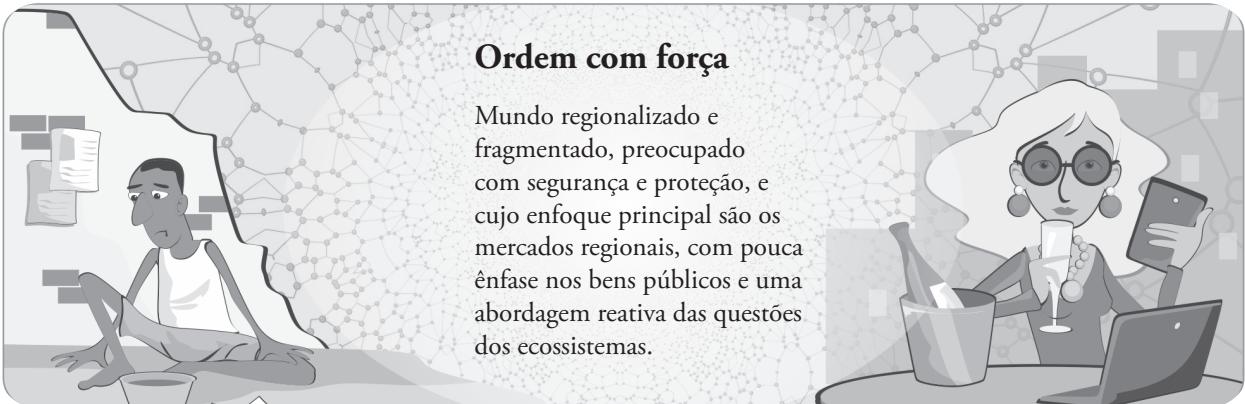 Ordem com força
Mundo regionalizado e
fragmentado, preocupado
com segurança e proteção, e
cujo enfoque principal são os
mercados regionais, com pouca
ênfase nos bens públicos e uma
abordagem reativa das questões
dos ecossistemas.